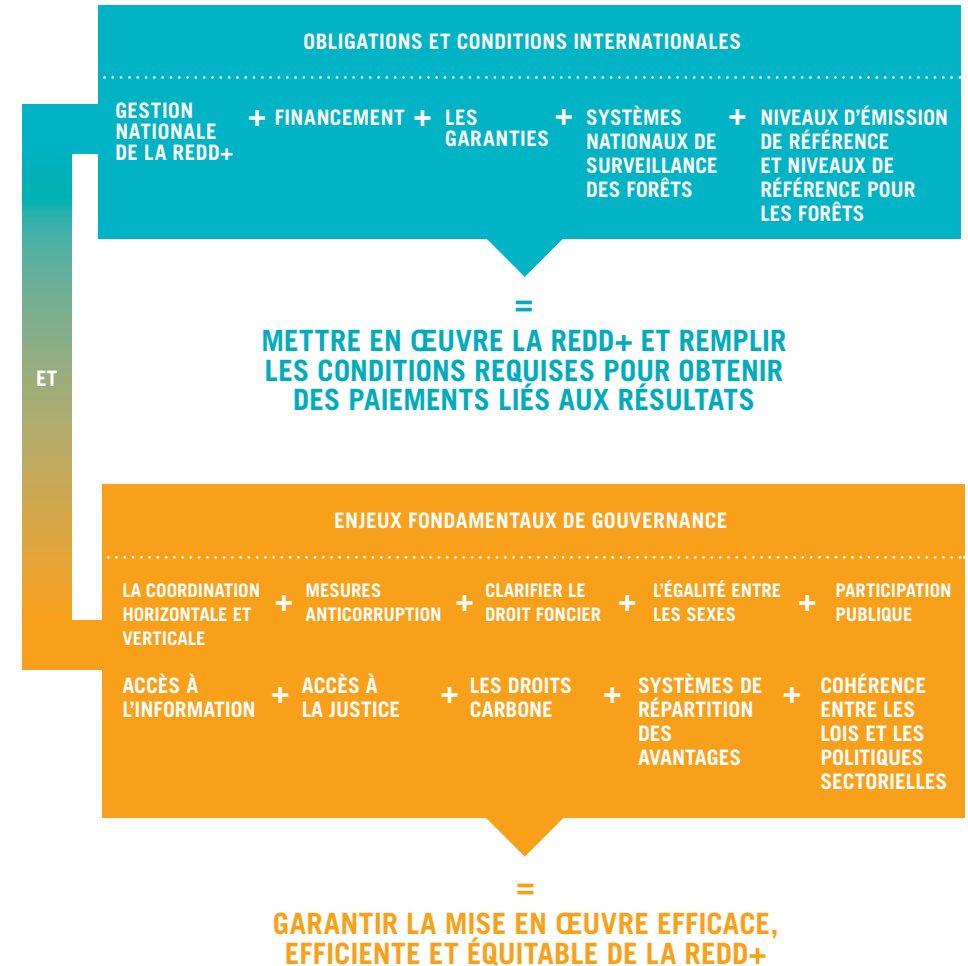 OBLIGATIONS ET CONDITIONS INTERNATIONALES
GESTION
NATIONALE
DE LA REDD+
+ FINANCEMENT
+ LES
GARANTIES
+ SYSTÈMES
NATIONAUX DE
SURVEILLANCE
DES FORÊTS
+ NIVEAUX D'ÉMISSION
DE RÉFÉRENCE
ET NIVEAUX DE
RÉFÉRENCE POUR
LES FORÊTS
=
METTRE EN ŒUVRE LA REDD+ ET REMPLIR
LES CONDITIONS REQUISES POUR OBTENIR
DES PAIEMENTS LIÉS AUX RÉSULTATS
ET
ENJEUX FONDAMENTAUX DE GOUVERNANCE
LA COORDINATION
HORIZONTALE ET
VERTICALE
+
MESURES
ANTICORRUPTION
+
CLARIFIER LE
DROIT FONCIER
+
L'ÉGALITÉ ENTRE
LES SEXES
+
PARTICIPATION
PUBLIQUE
ACCÈS À
L'INFORMATION
+
ACCÈS À
LA JUSTICE
+
LES DROITS
CARBONE
+
SYSTÈMES DE
RÉPARTITION
DES
AVANTAGES
+
COHÉRENCE
ENTRE LES
LOIS ET LES
POLITIQUES
SECTORIELLES
=
GARANTIR LA MISE EN ŒUVRE EFFICACE,
EFFICIENTE ET ÉQUITABLE DE LA REDD+